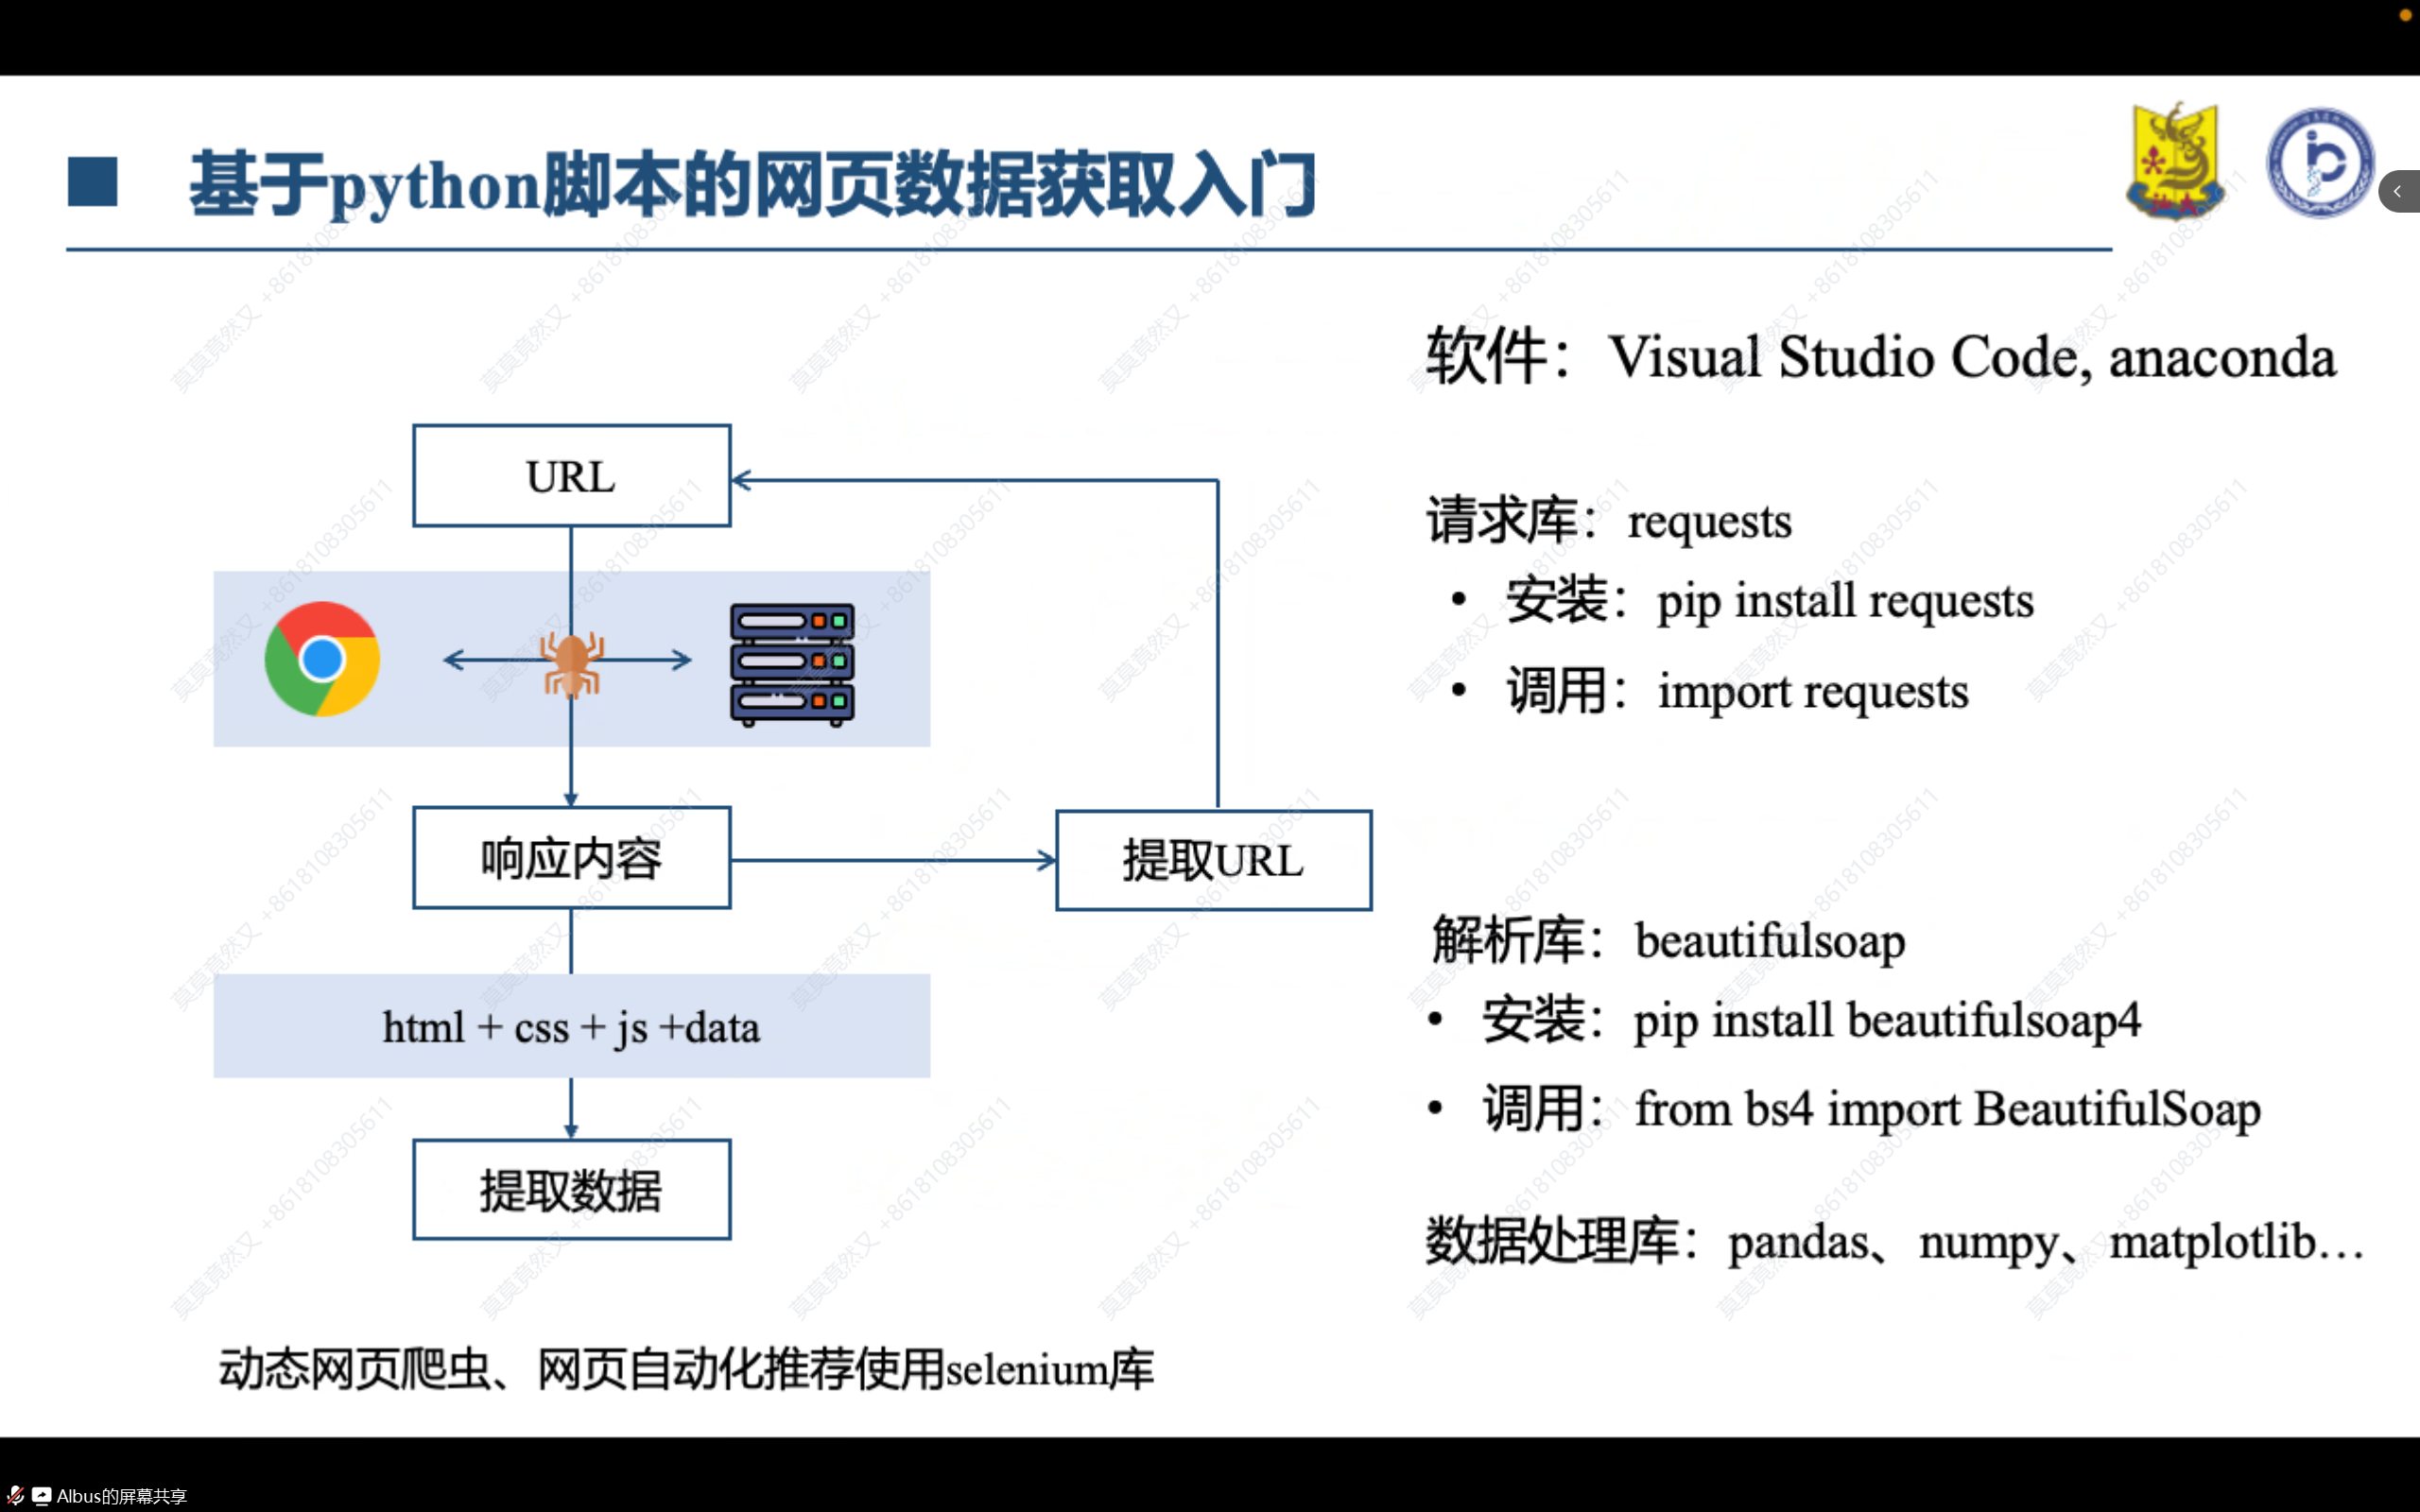 基于python脚本的网页数据获取入门
软件：Visual Studio Code, anaconda
URL
请求库：requests
• 安装：pip install requests
• 调用：import requests
响应内容
提取URL
解析库：beautifulsoap
html + css + js +data
• 安装：pip install beautifulsoap4
• 调用：from bs4 import BeautifulSoap
提取数据
数据处理库：pandas、numpy、matplotlib…
动态网页爬虫、网页自动化推荐使用selenium库
Albus的屏幕共享